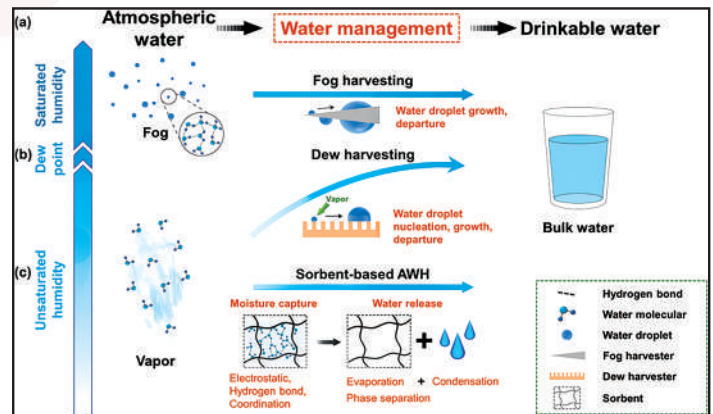 (a)
Atmospheric
water
Water management
Drinkable water
Saturated humidity
Fog
Fog harvesting
Water droplet growth,
departure
(b)
Dew
point
Dew harvesting
Vapor
Water droplet
nucleation, growth,
departure
Bulk water
(c)
Unsaturated
humidity
Vapor
Sorbent-based AWH
Moisture capture
Water release
Electrostatic,
Hydrogen bond,
Coordination
Evaporation + Condensation
Phase separation
Hydrogen bond
Water molecular
Water droplet
Fog harvester
Dew harvester
Sorbent